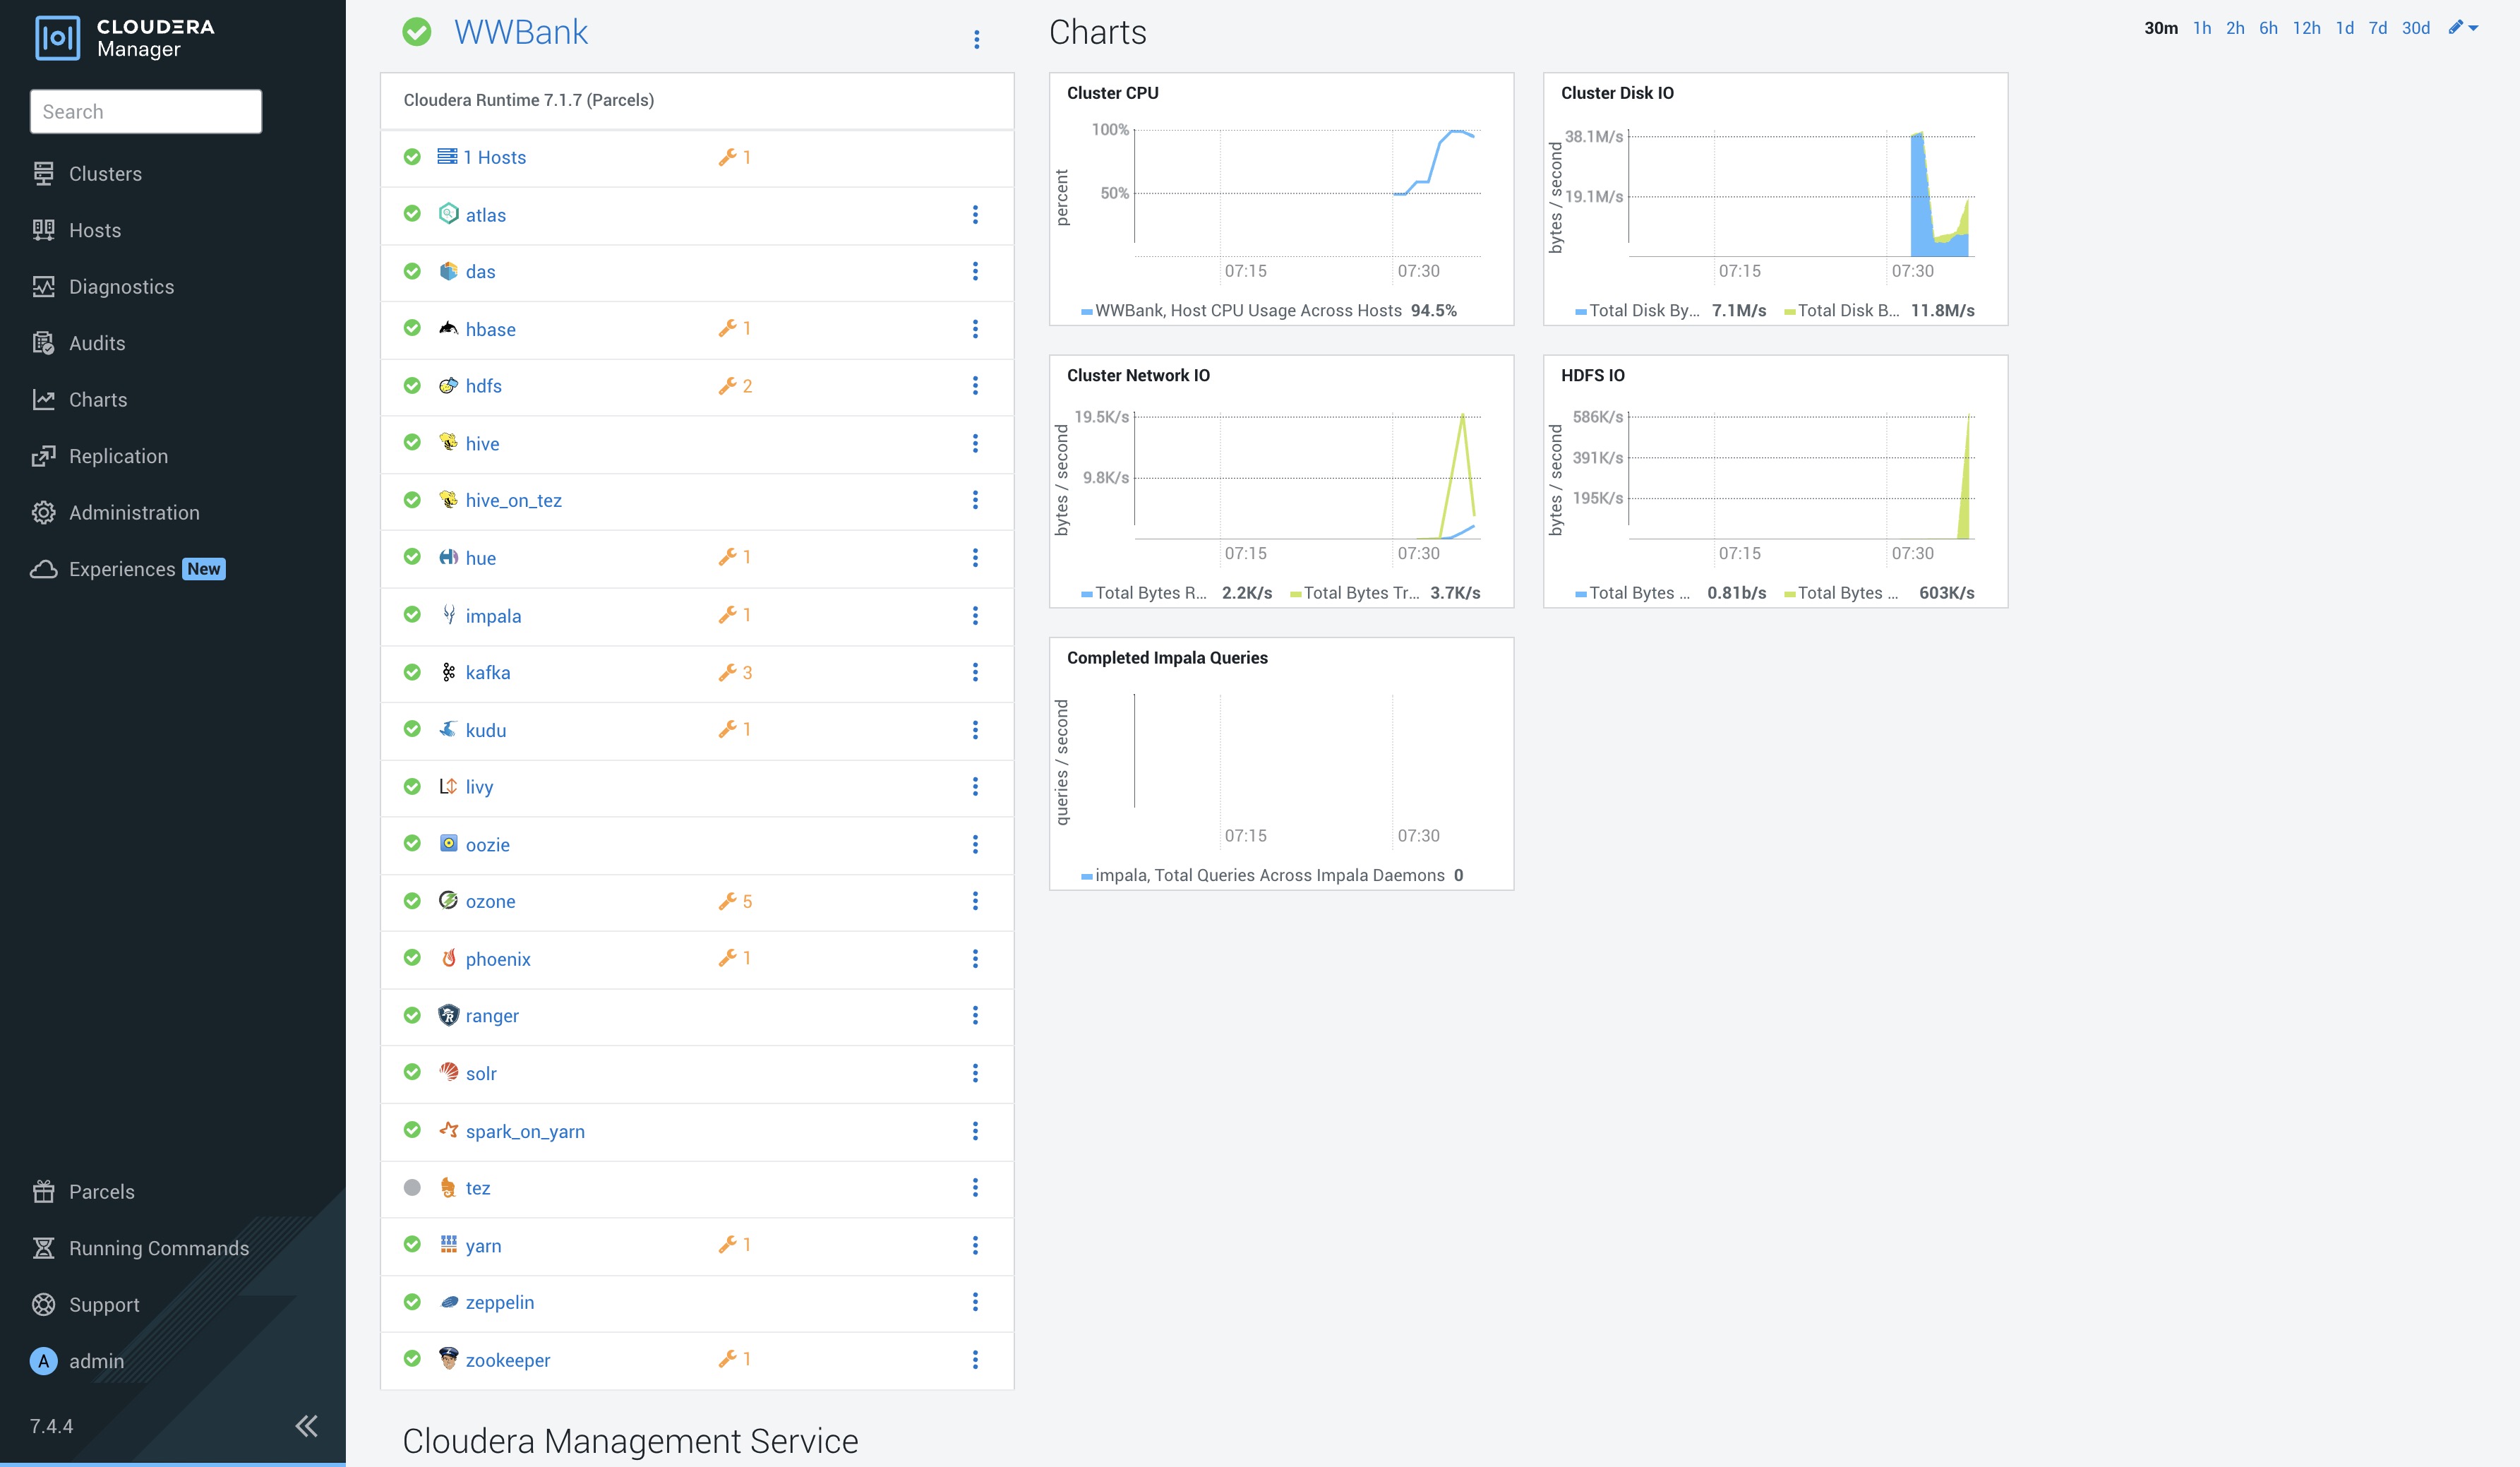 CLOUDERA
Manager
Search
Clusters
Hosts
Diagnostics
Audits
Charts
Replication
Administration
Experiences New
Parcels
Running Commands
Support
A admin
7.4.4
WWBank
Cloudera Runtime 7.1.7 (Parcels)
1 Hosts 1
atlas
das
hbase 1
hdfs 2
hive
hive_on_tez
hue 1
impala 1
kafka 3
kudu 1
livy
oozie
ozone 5
phoenix 1
ranger
solr
spark_on_yarn
tez
yarn 1
zeppelin
zookeeper 1
Cloudera Management Service
Charts
30m 1h 2h 6h 12h 1d 7d 30d
Cluster CPU
percent
100%
50%
07:15 07:30
WWBank, Host CPU Usage Across Hosts 94.5%
Cluster Disk IO
bytes / second
38.1M/s
19.1M/s
07:15 07:30
Total Disk By... 7.1M/s Total Disk B... 11.8M/s
Cluster Network IO
bytes / second
19.5K/s
9.8K/s
07:15 07:30
Total Bytes R... 2.2K/s Total Bytes Tr... 3.7K/s
HDFS IO
bytes / second
586K/s
391K/s
195K/s
07:15 07:30
Total Bytes ... 0.81b/s Total Bytes ... 603K/s
Completed Impala Queries
queries / second
07:15 07:30
impala, Total Queries Across Impala Daemons 0